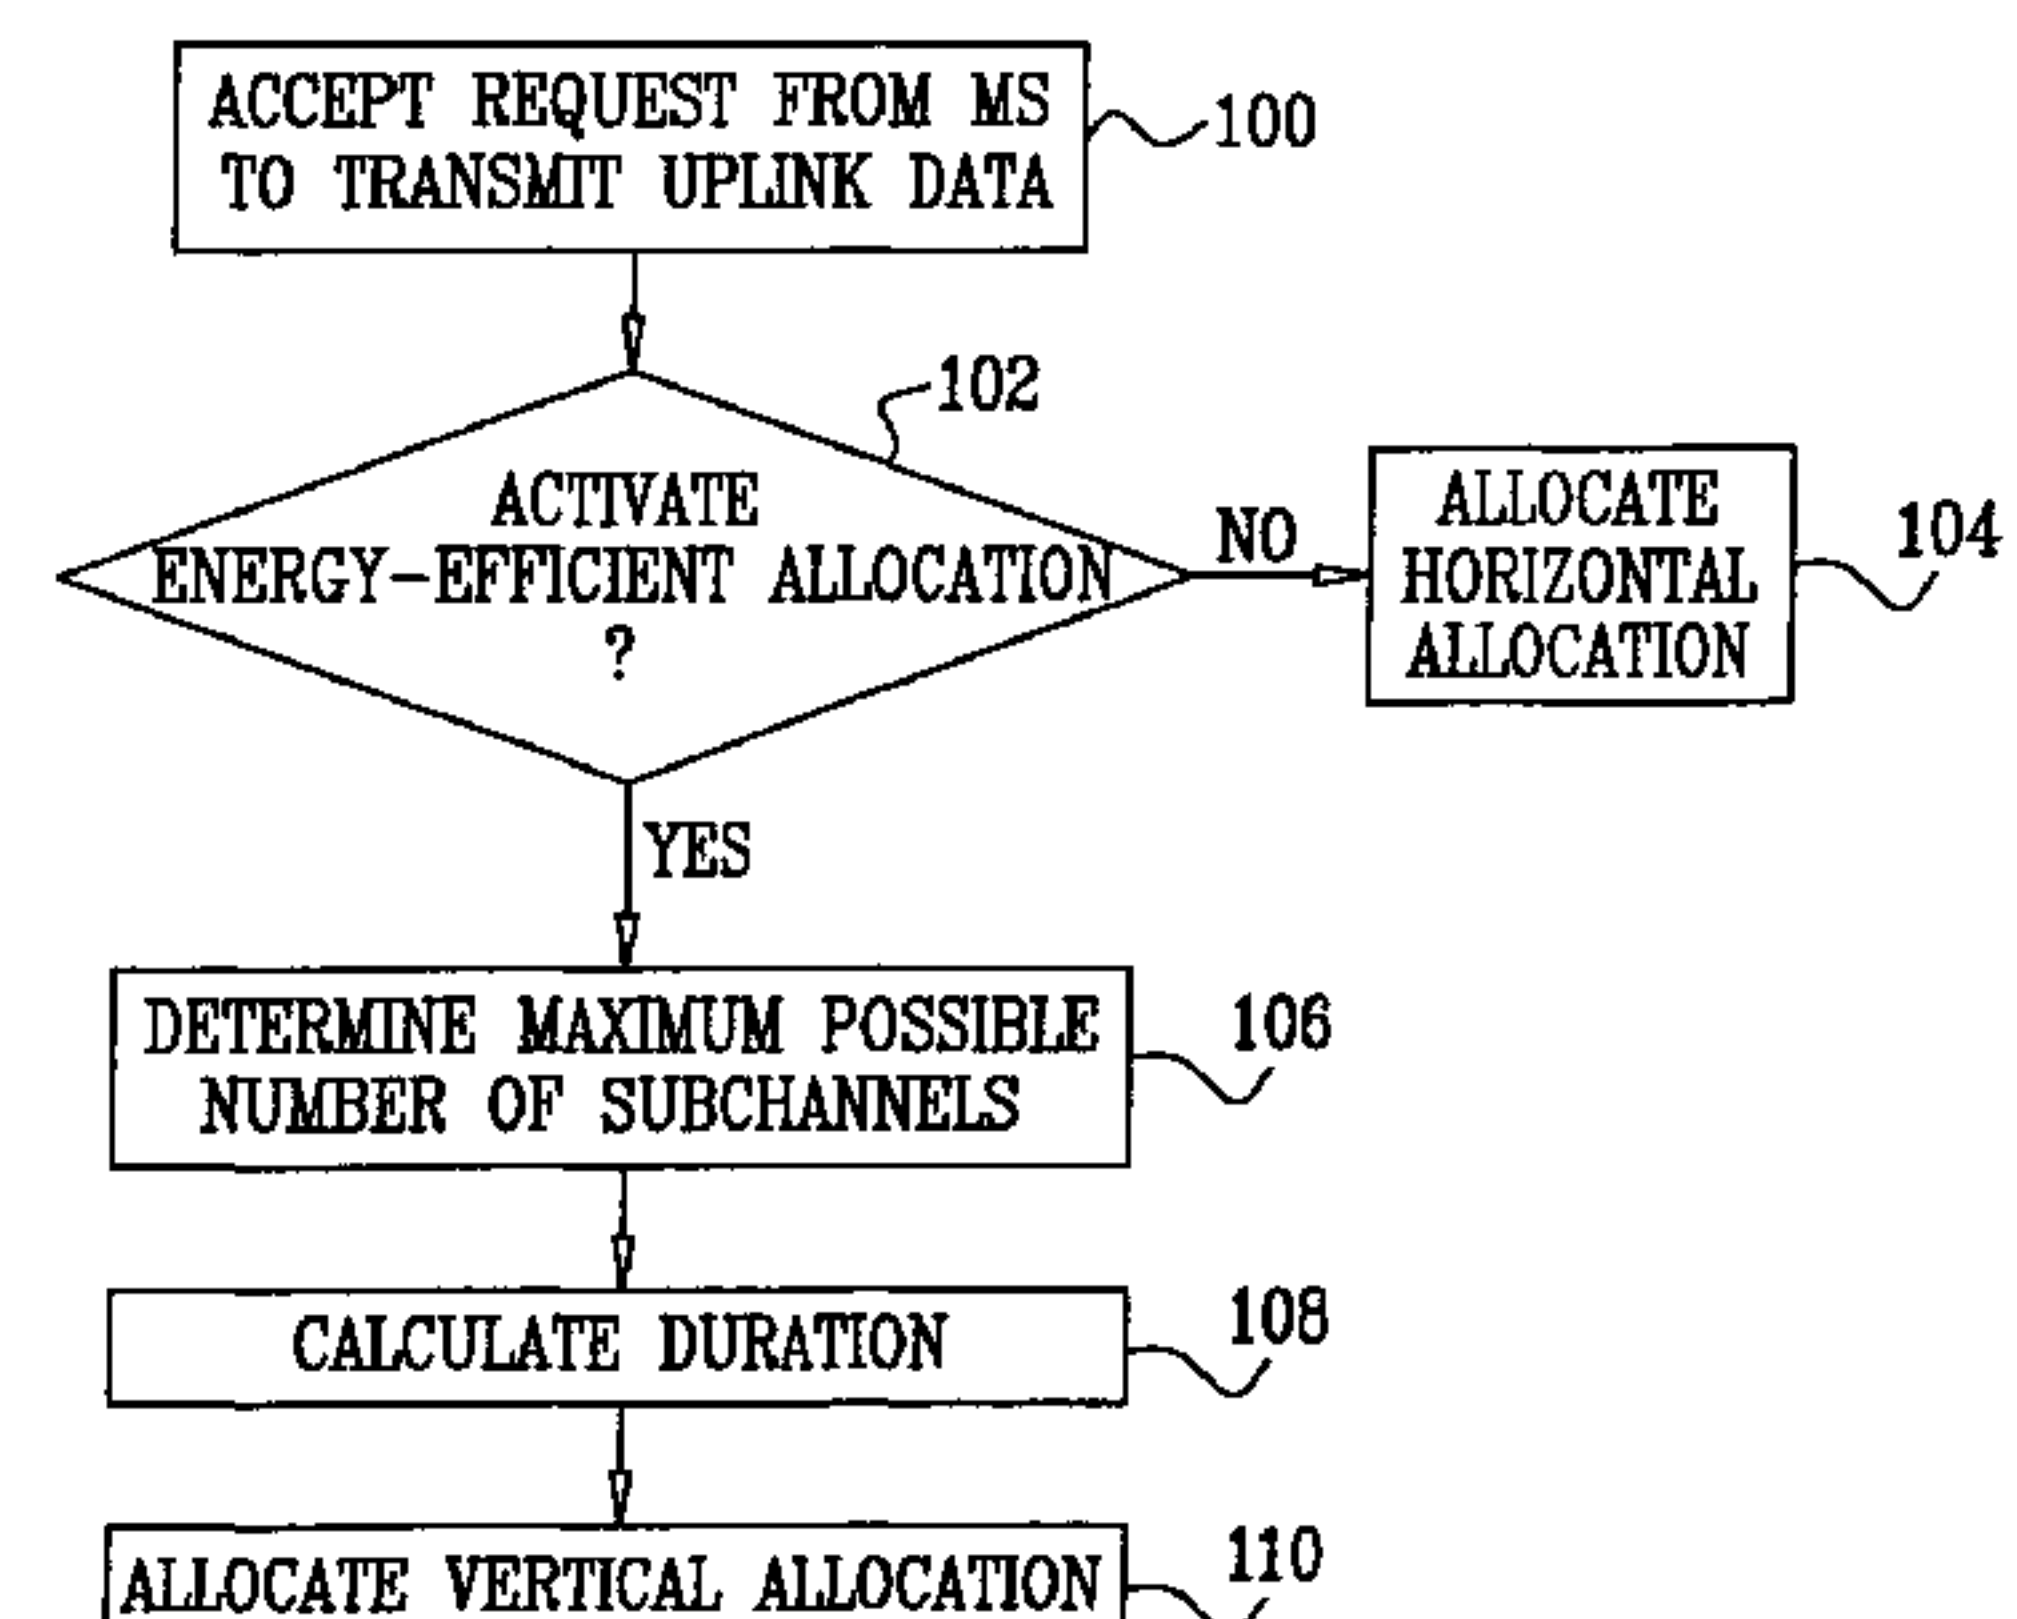 ACCEPT REQUEST FROM MS
TO TRANSMIT UPLINK DATA
100
102
ACTIVATE
ENERGY-EFFICIENT ALLOCATION
?
NO
ALLOCATE
HORIZONTAL
ALLOCATION
104
YES
DETERMINE MAXIMUM POSSIBLE
NUMBER OF SUBCHANNELS
106
CALCULATE DURATION
108
ALLOCATE VERTICAL ALLOCATION
110